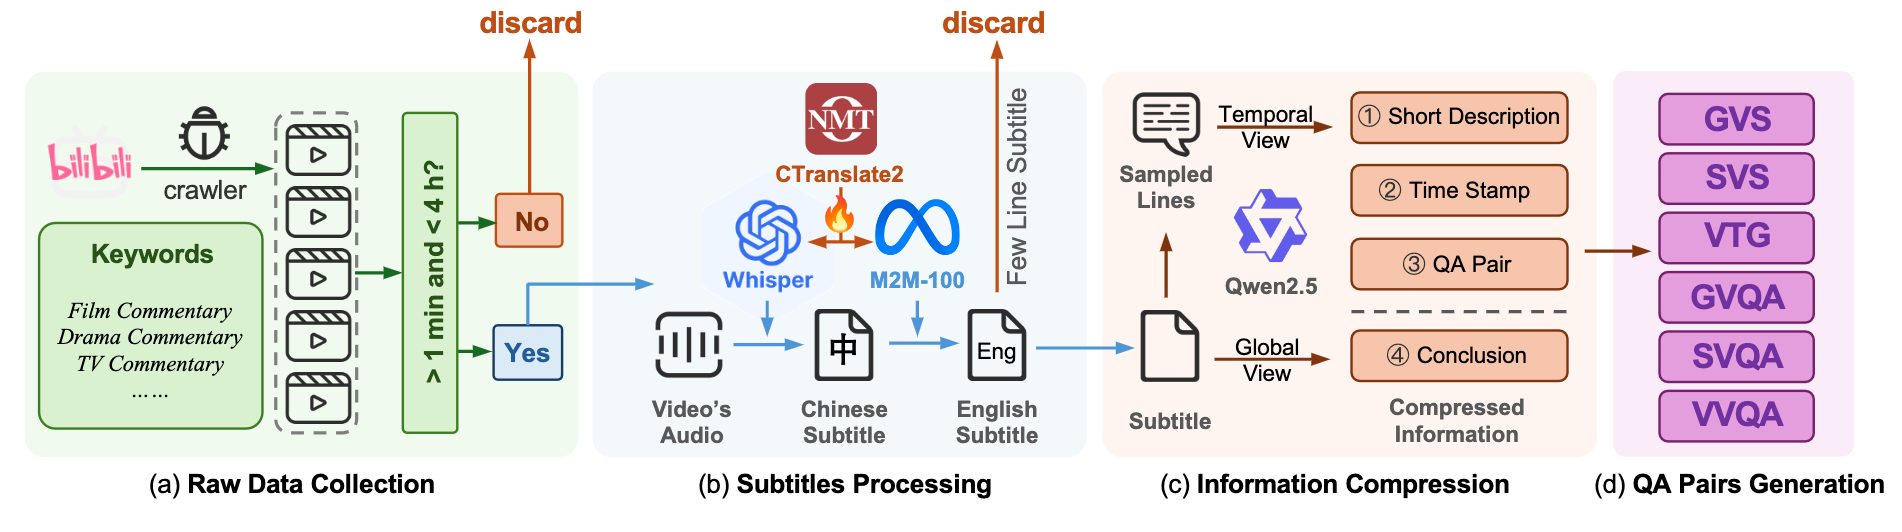 discard
discard
bilibili
crawler
Keywords
Film Commentary
Drama Commentary
TV Commentary
... ...
> 1 min and < 4 h?
No
Yes
(a) Raw Data Collection
NMT
CTranslate2
Whisper
M2M-100
Few Line Subtitle
中
Eng
Video's
Audio
Chinese
Subtitle
English
Subtitle
(b) Subtitles Processing
Sampled
Lines
Temporal
View
Qwen2.5
Subtitle
Global
View
① Short Description
② Time Stamp
③ QA Pair
④ Conclusion
Compressed
Information
(c) Information Compression
GVS
SVS
VTG
GVQA
SVQA
VVQA
(d) QA Pairs Generation